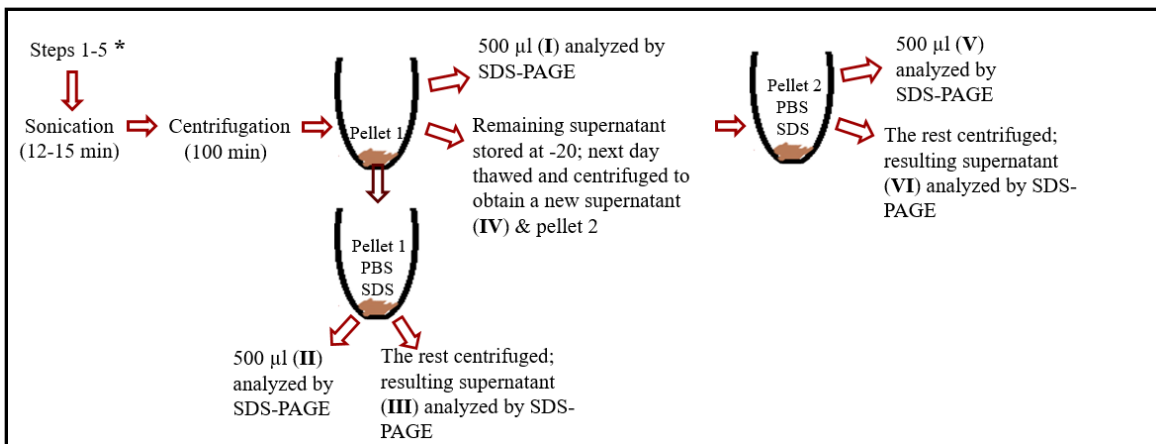 Steps 1-5 *
Sonication
(12-15 min)
Centrifugation
(100 min)
Pellet 1
500 µl (I) analyzed by
SDS-PAGE
Remaining supernatant
stored at -20; next day
thawed and centrifuged to
obtain a new supernatant
(IV) & pellet 2
Pellet 1
PBS
SDS
500 µl (II)
analyzed by
SDS-PAGE
The rest centrifuged;
resulting supernatant
(III) analyzed by SDS-
PAGE
Pellet 2
PBS
SDS
500 µl (V)
analyzed by
SDS-PAGE
The rest centrifuged;
resulting supernatant
(VI) analyzed by SDS-
PAGE